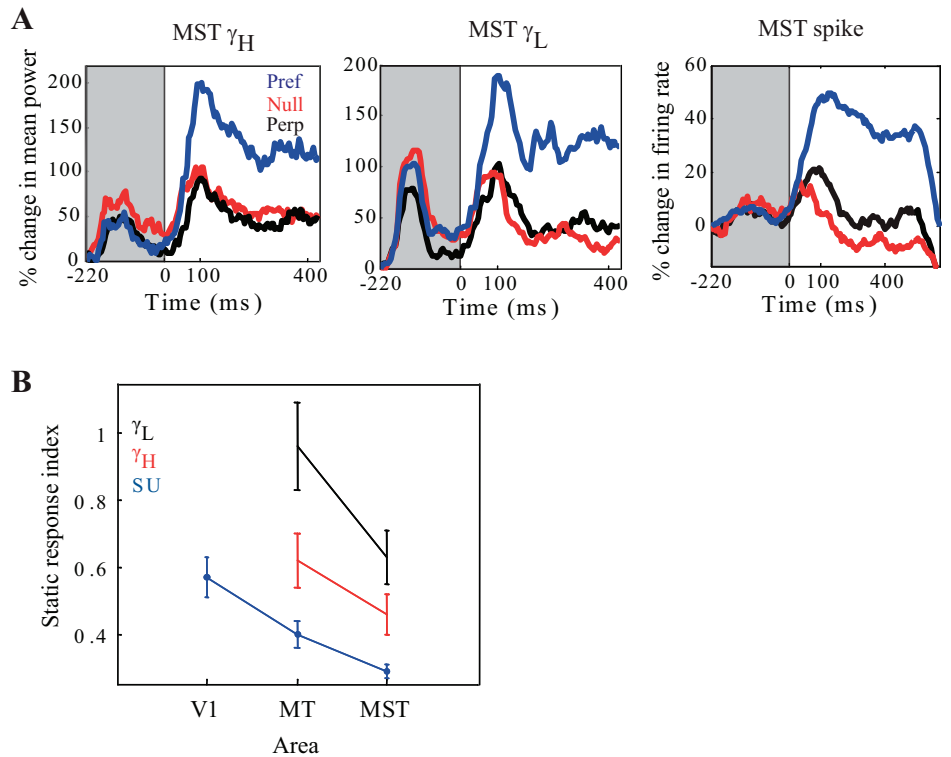 A
MST γH
MST γL
MST spike
% change in mean power
200
150
100
50
0
Pref
Null
Perp
-220
0
100
400
Time (ms)
200
150
100
50
0
-220
0
100
400
Time (ms)
% change in firing rate
60
40
20
0
-220
0
100
400
Time (ms)
B
Static response index
1
0.8
0.6
0.4
γL
γH
SU
V1
MT
MST
Area